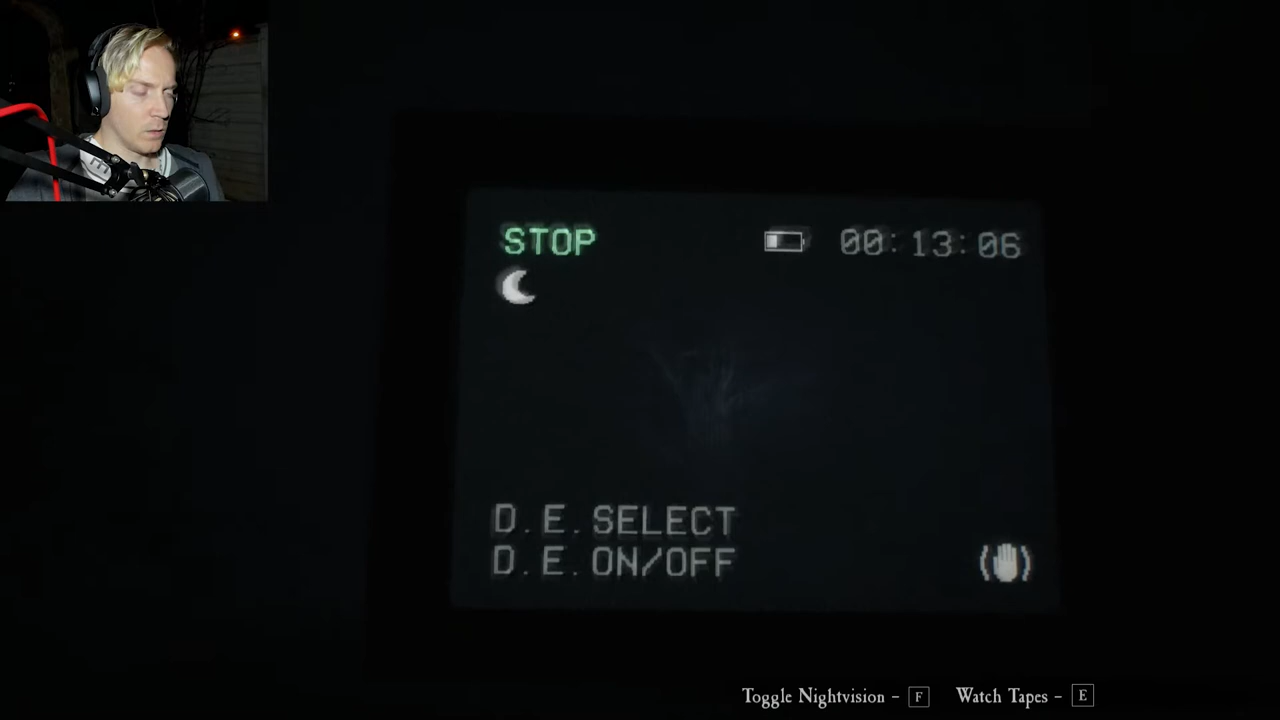 STOP
00:13:06
D.E.SELECT
D.E.ON/OFF
Toggle Nightvision - F
Watch Tapes - E